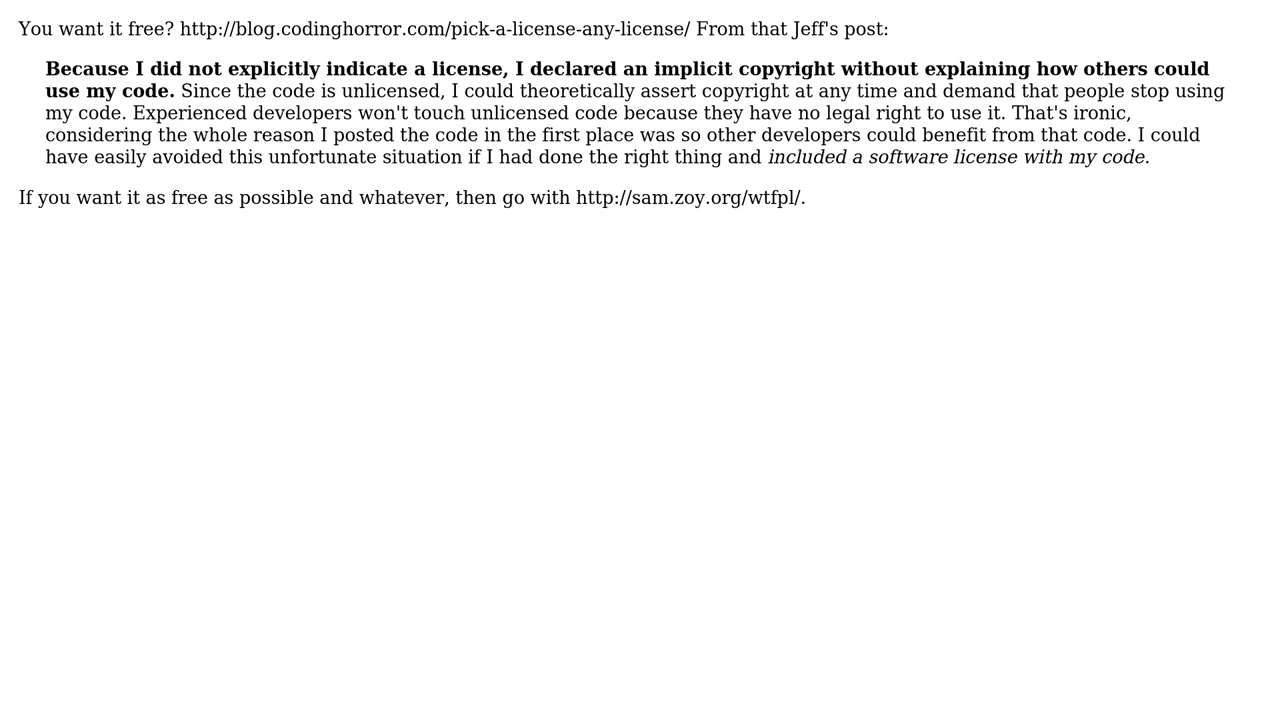 You want it free? http://blog.codinghorror.com/pick-a-license-any-license/ From that Jeff's post:
Because I did not explicitly indicate a license, I declared an implicit copyright without explaining how others could
use my code. Since the code is unlicensed, I could theoretically assert copyright at any time and demand that people stop using
my code. Experienced developers won't touch unlicensed code because they have no legal right to use it. That's ironic,
considering the whole reason I posted the code in the first place was so other developers could benefit from that code. I could
have easily avoided this unfortunate situation if I had done the right thing and included a software license with my code.
If you want it as free as possible and whatever, then go with http://sam.zoy.org/wtfpl/.